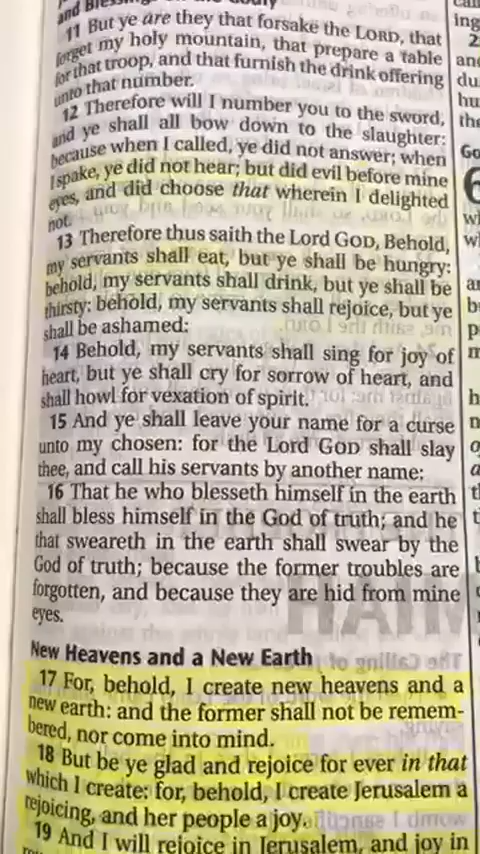 and Blessings
11 But ye are they that forsake the LORD, that
forget my holy mountain, that prepare a table
for that troop, and that furnish the drink offering
unto that number.
12 Therefore will I number you to the sword,
and ye shall all bow down to the slaughter:
because when I called, ye did not answer; when
I spake, ye did not hear; but did evil before mine
eyes, and did choose that wherein I delighted
not.
13 Therefore thus saith the Lord GOD, Behold,
my servants shall eat, but ye shall be hungry:
behold, my servants shall drink, but ye shall be
thirsty: behold, my servants shall rejoice, but ye
shall be ashamed:
14 Behold, my servants shall sing for joy of
heart, but ye shall cry for sorrow of heart, and
shall howl for vexation of spirit.
15 And ye shall leave your name for a curse
unto my chosen: for the Lord GOD shall slay
thee, and call his servants by another name:
16 That he who blesseth himself in the earth
shall bless himself in the God of truth; and he
that sweareth in the earth shall swear by the
God of truth; because the former troubles are
forgotten, and because they are hid from mine
eyes.
New Heavens and a New Earth
17 For, behold, I create new heavens and a
new earth: and the former shall not be remem-
bered, nor come into mind.
18 But be ye glad and rejoice for ever in that
which I create: for, behold, I create Jerusalem a
rejoicing, and her people a joy.
19 And I will rejoice in Jerusalem, and joy in